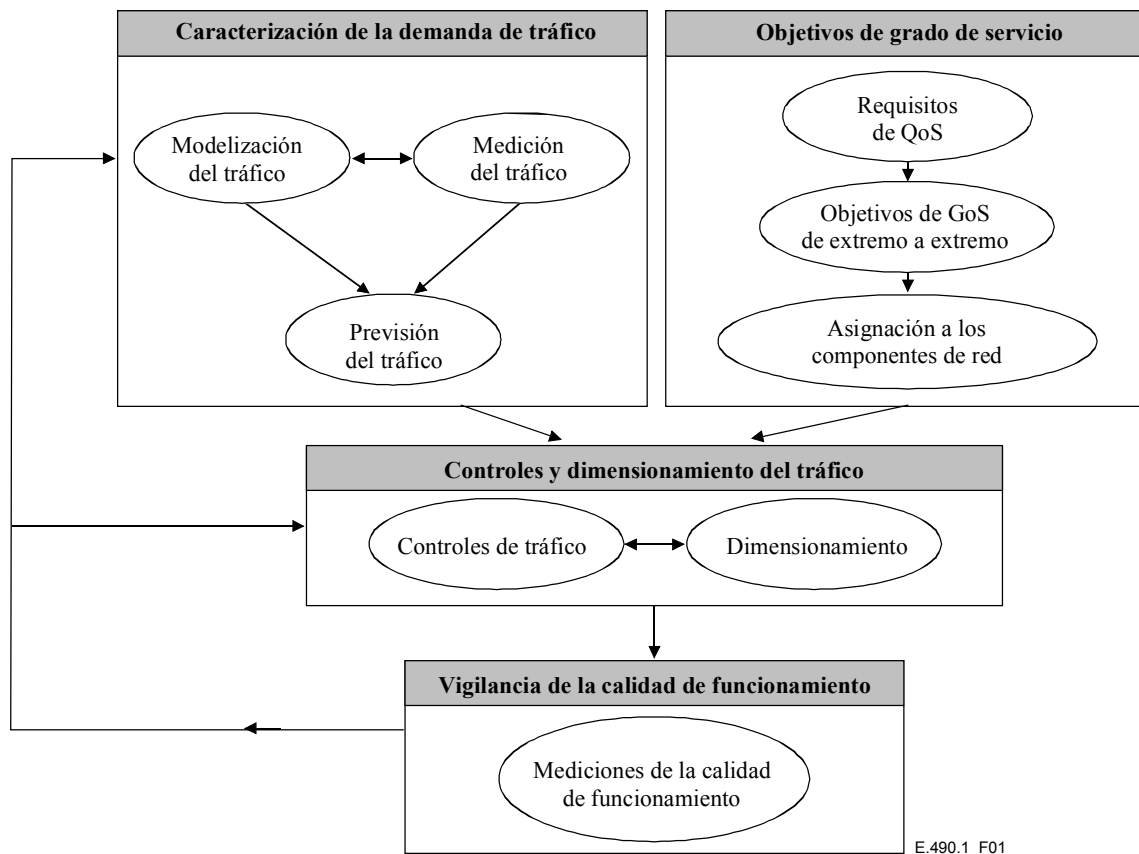 Caracterización de la demanda de tráfico
Modelización
del tráfico
Medición
del tráfico
Previsión
del tráfico
Objetivos de grado de servicio
Requisitos
de QoS
Objetivos de GoS
de extremo a extremo
Asignación a los
componentes de red
Controles y dimensionamiento del tráfico
Controles de tráfico
Dimensionamiento
Vigilancia de la calidad de funcionamiento
Mediciones de la calidad
de funcionamiento
E.490.1_F01